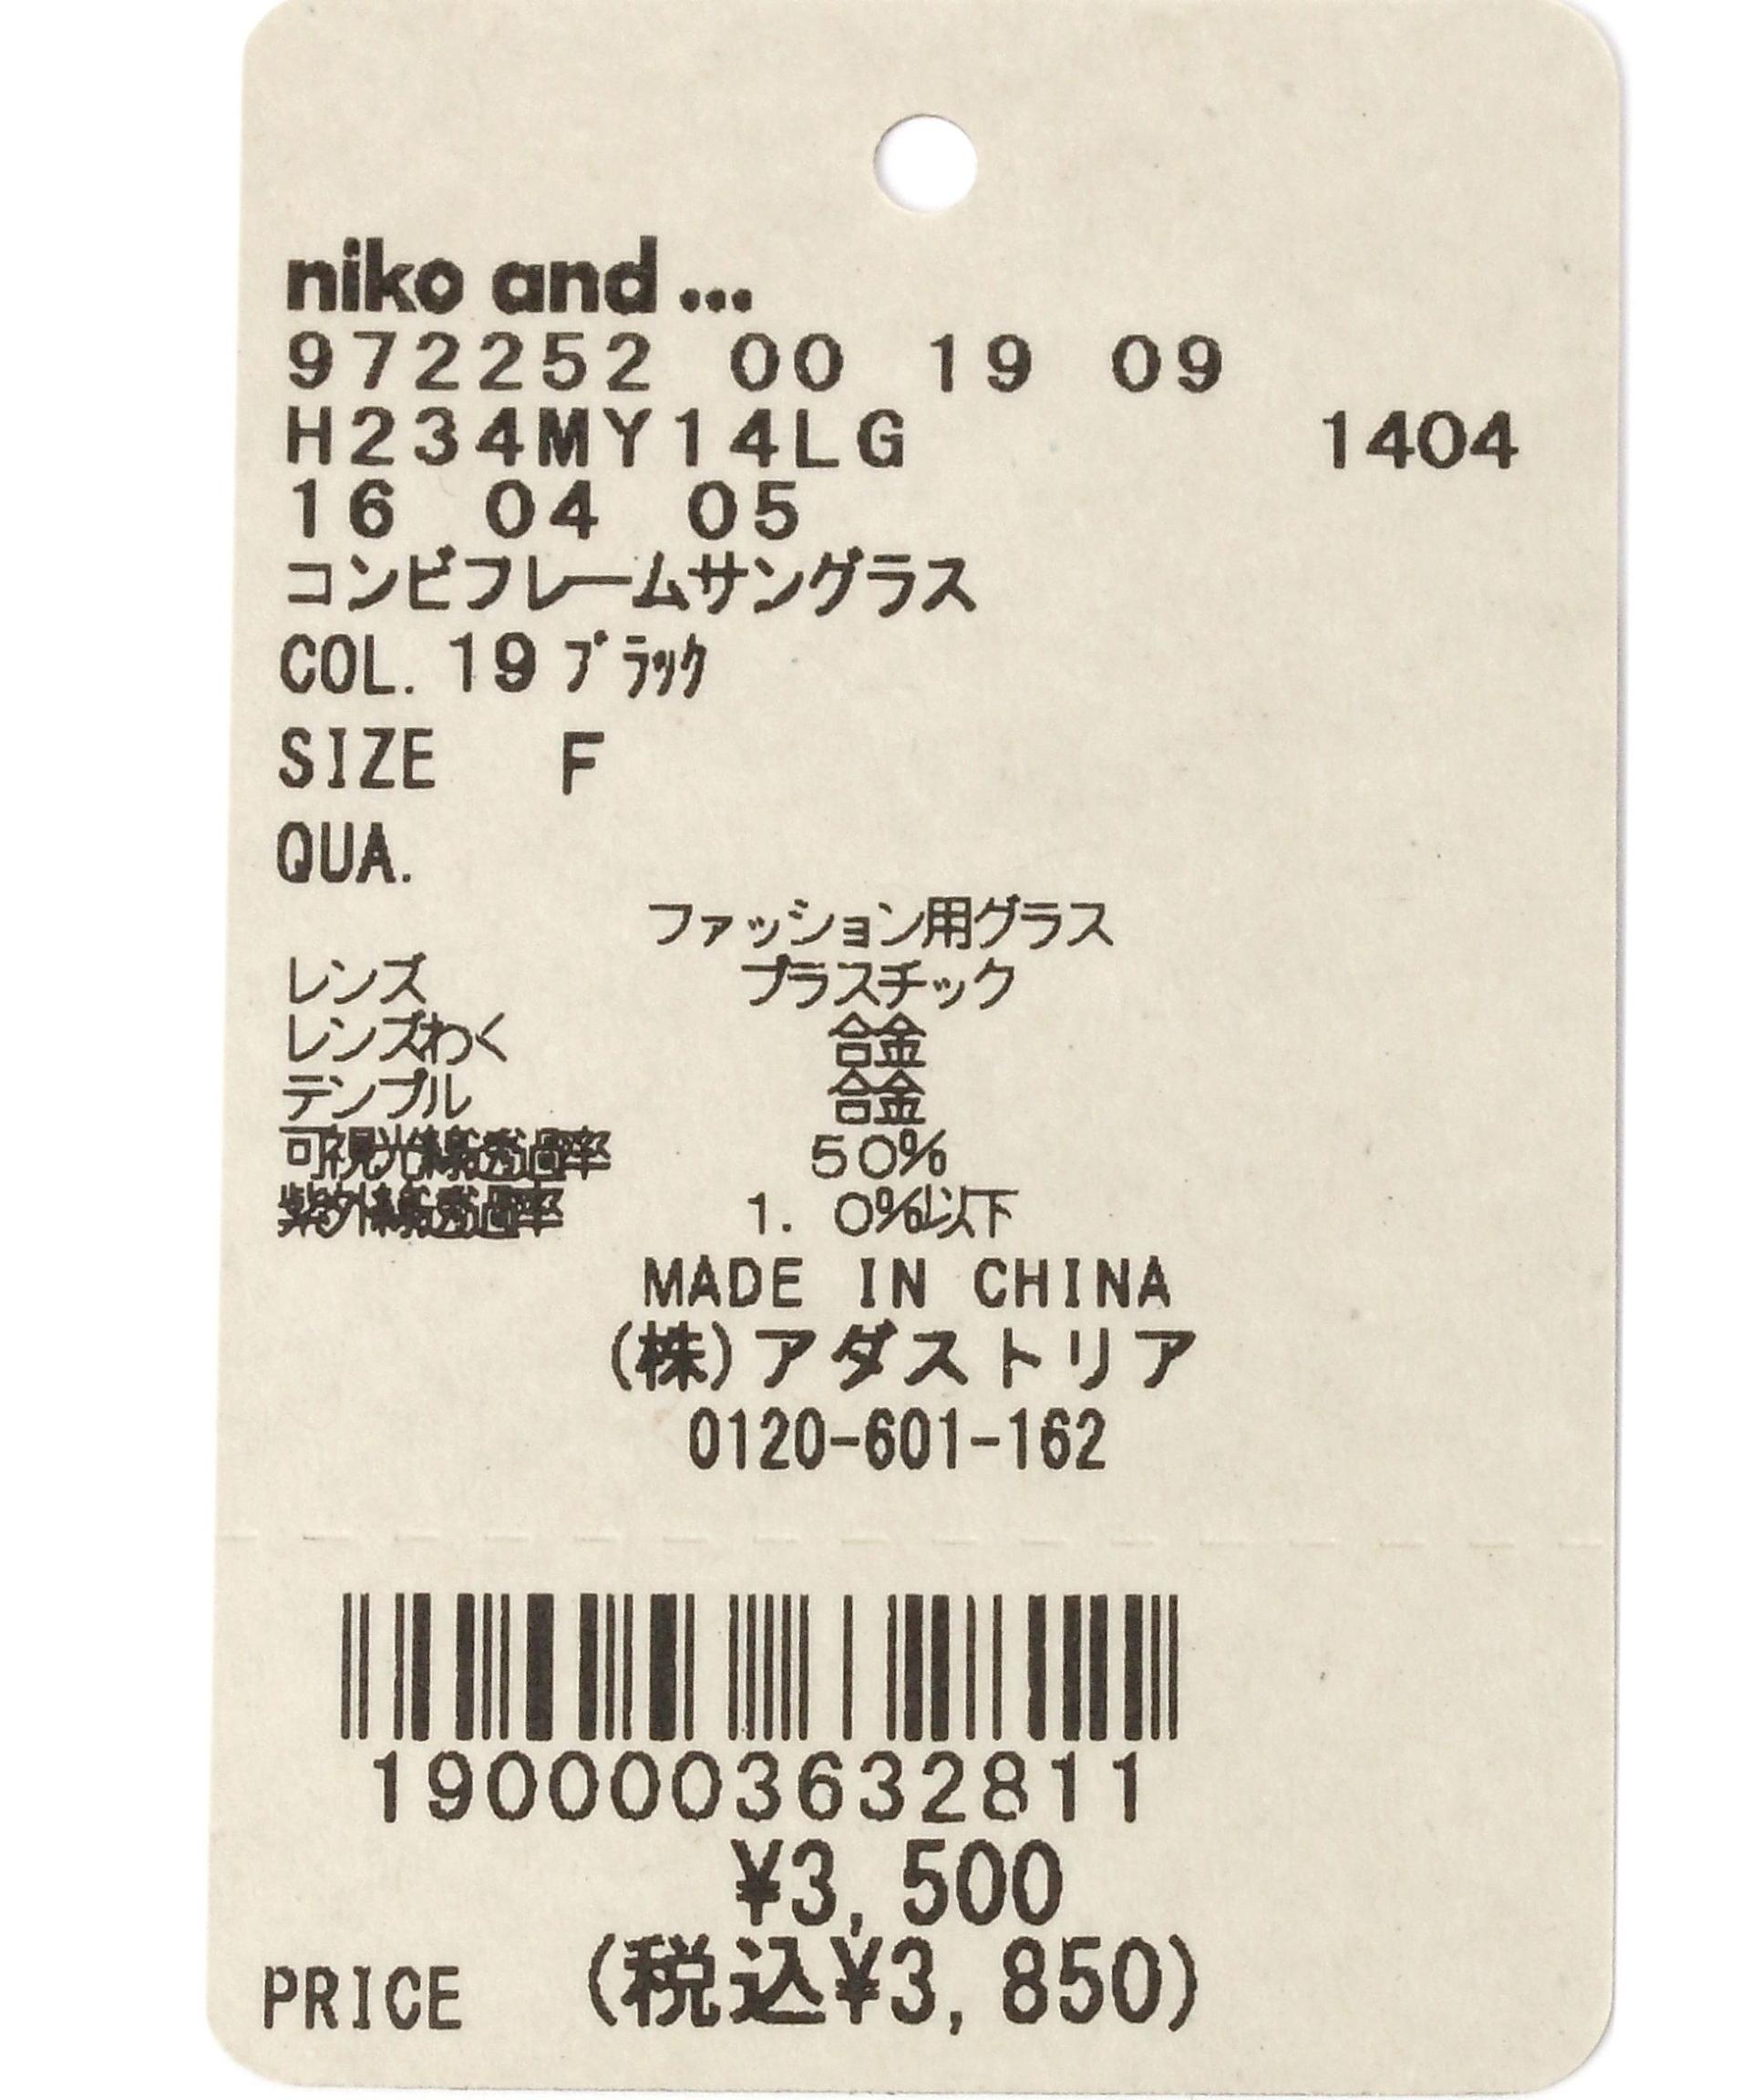 niko and ...
972252 00 19 09
H234MY14LG 1404
16 04 05
コンビフレームサングラス
COL. 19 ブラック
SIZE F
QUA.
ファッション用グラス
レンズ プラスチック
レンズわく 合金
テンプル 合金
可視光線透過率 50%
紫外線透過率 1. 0%以下
MADE IN CHINA
(株)アダストリア
0120-601-162
1900003632811
¥3, 500
PRICE (税込¥3, 850)